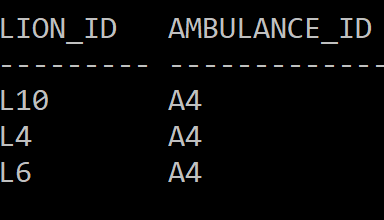 LION_ID AMBULANCE_ID
--------- -------------
L10 A4
L4 A4
L6 A4